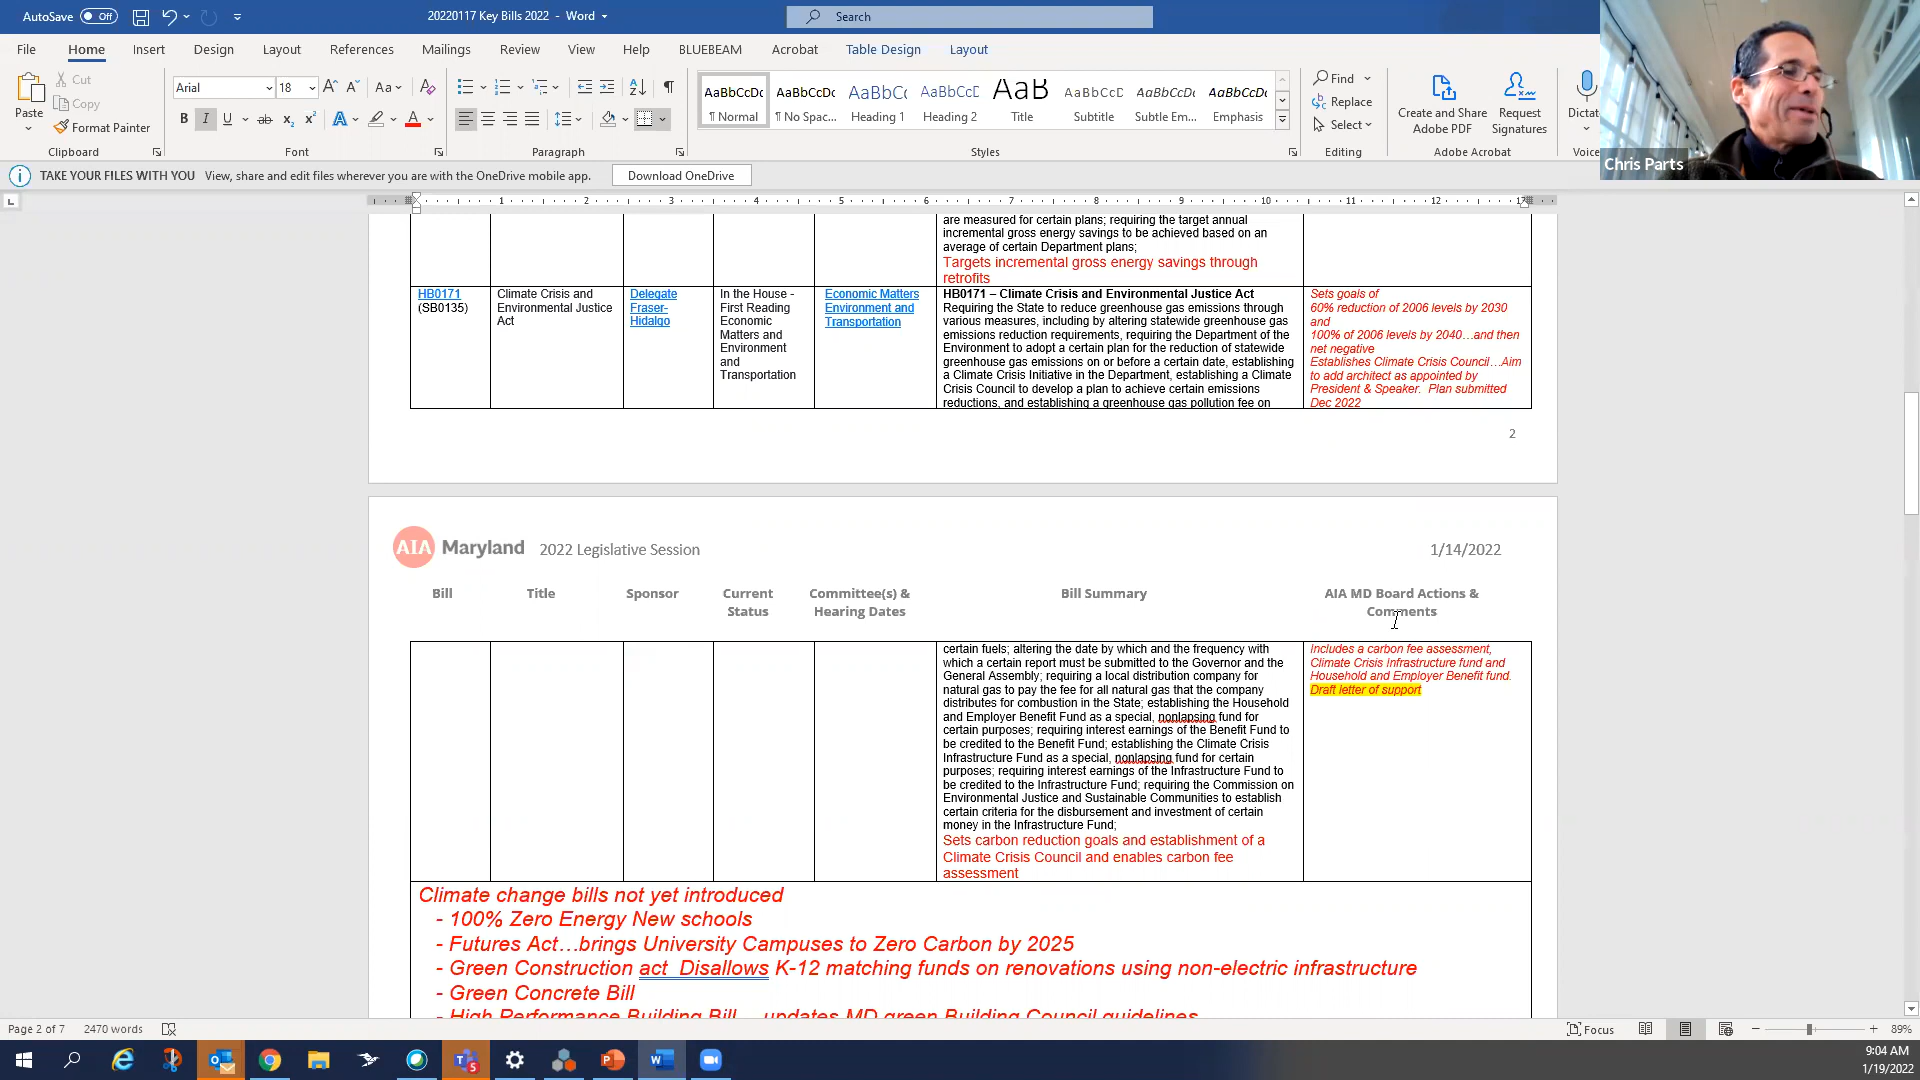 AutoSave Off 20220117 Key Bills 2022 - Word Search
File Home Insert Design Layout References Mailings Review View Help BLUEBEAM Acrobat Table Design Layout
Paste
Cut
Copy
Format Painter
Clipboard
Arial 18
Font
Paragraph
AaBbCcDc AaBbCcDc AaBbCc AaBbCcD AaB AaBbCcD AaBbCcDc AaBbCcDc
¶ Normal ¶ No Spac... Heading 1 Heading 2 Title Subtitle Subtle Em... Emphasis
Styles
Find
Replace
Select
Editing
Create and Share Adobe PDF
Request Signatures
Adobe Acrobat
Dictate
Voice
Chris Parts
TAKE YOUR FILES WITH YOU View, share and edit files wherever you are with the OneDrive mobile app. Download OneDrive
1 2 3 4 5 6 7 8 9 10 11 12
are measured for certain plans; requiring the target annual
incremental gross energy savings to be achieved based on an
average of certain Department plans;
Targets incremental gross energy savings through
retrofits
HB0171
(SB0135)
Climate Crisis and
Environmental Justice
Act
Delegate
Fraser-
Hidalgo
In the House -
First Reading
Economic
Matters and
Environment
and
Transportation
Economic Matters
Environment and
Transportation
HB0171 – Climate Crisis and Environmental Justice Act
Requiring the State to reduce greenhouse gas emissions through
various measures, including by altering statewide greenhouse gas
emissions reduction requirements, requiring the Department of the
Environment to adopt a certain plan for the reduction of statewide
greenhouse gas emissions on or before a certain date, establishing
a Climate Crisis Initiative in the Department, establishing a Climate
Crisis Council to develop a plan to achieve certain emissions
reductions, and establishing a greenhouse gas pollution fee on
Sets goals of
60% reduction of 2006 levels by 2030
and
100% of 2006 levels by 2040…and then
net negative
Establishes Climate Crisis Council…Aim
to add architect as appointed by
President & Speaker. Plan submitted
Dec 2022
2
AIA Maryland 2022 Legislative Session 1/14/2022
Bill Title Sponsor Current Status Committee(s) & Hearing Dates Bill Summary AIA MD Board Actions & Comments
certain fuels; altering the date by which and the frequency with
which a certain report must be submitted to the Governor and the
General Assembly; requiring a local distribution company for
natural gas to pay the fee for all natural gas that the company
distributes for combustion in the State; establishing the Household
and Employer Benefit Fund as a special, nonlapsing fund for
certain purposes; requiring interest earnings of the Benefit Fund to
be credited to the Benefit Fund; establishing the Climate Crisis
Infrastructure Fund as a special, nonlapsing fund for certain
purposes; requiring interest earnings of the Infrastructure Fund to
be credited to the Infrastructure Fund; requiring the Commission on
Environmental Justice and Sustainable Communities to establish
certain criteria for the disbursement and investment of certain
money in the Infrastructure Fund;
Sets carbon reduction goals and establishment of a
Climate Crisis Council and enables carbon fee
assessment
Includes a carbon fee assessment,
Climate Crisis Infrastructure fund and
Household and Employer Benefit fund.
Draft letter of support
Climate change bills not yet introduced
- 100% Zero Energy New schools
- Futures Act…brings University Campuses to Zero Carbon by 2025
- Green Construction act Disallows K-12 matching funds on renovations using non-electric infrastructure
- Green Concrete Bill
- High Performance Building Bill… updates MD green Building Council guidelines
Page 2 of 7 2470 words Focus 89%
9:04 AM
1/19/2022